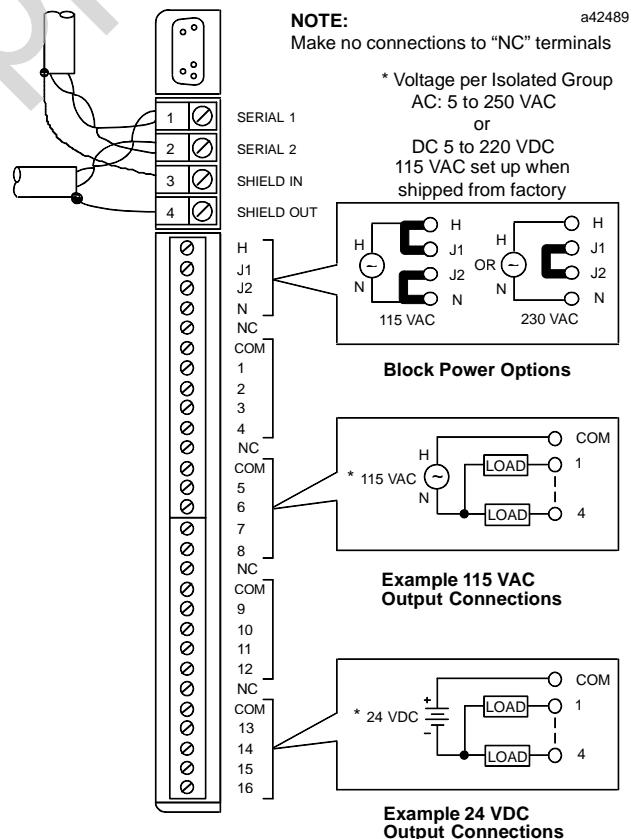 NOTE:
a42489
Make no connections to “NC” terminals
* Voltage per Isolated Group
AC: 5 to 250 VAC
or
DC 5 to 220 VDC
115 VAC set up when
shipped from factory
1 SERIAL 1
2 SERIAL 2
3 SHIELD IN
4 SHIELD OUT
H
J1
J2
N
NC
COM
1
2
3
4
NC
COM
5
6
7
8
NC
COM
9
10
11
12
NC
COM
13
14
15
16
H
H
J1
J2
N
N
115 VAC
OR
H
H
J1
J2
N
N
230 VAC
Block Power Options
COM
H
LOAD 1
* 115 VAC
N
LOAD 4
Example 115 VAC
Output Connections
COM
+
LOAD 1
* 24 VDC
–
LOAD 4
Example 24 VDC
Output Connections